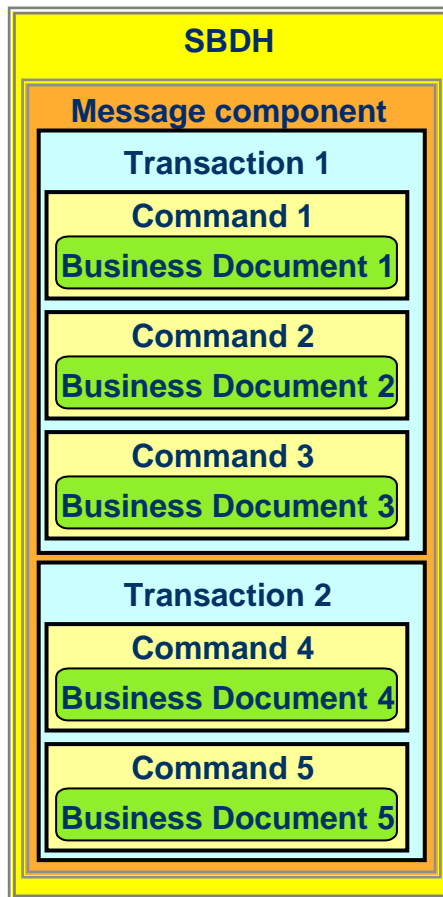 SBDH
Message component
Transaction 1
Command 1
Business Document 1
Command 2
Business Document 2
Command 3
Business Document 3
Transaction 2
Command 4
Business Document 4
Command 5
Business Document 5